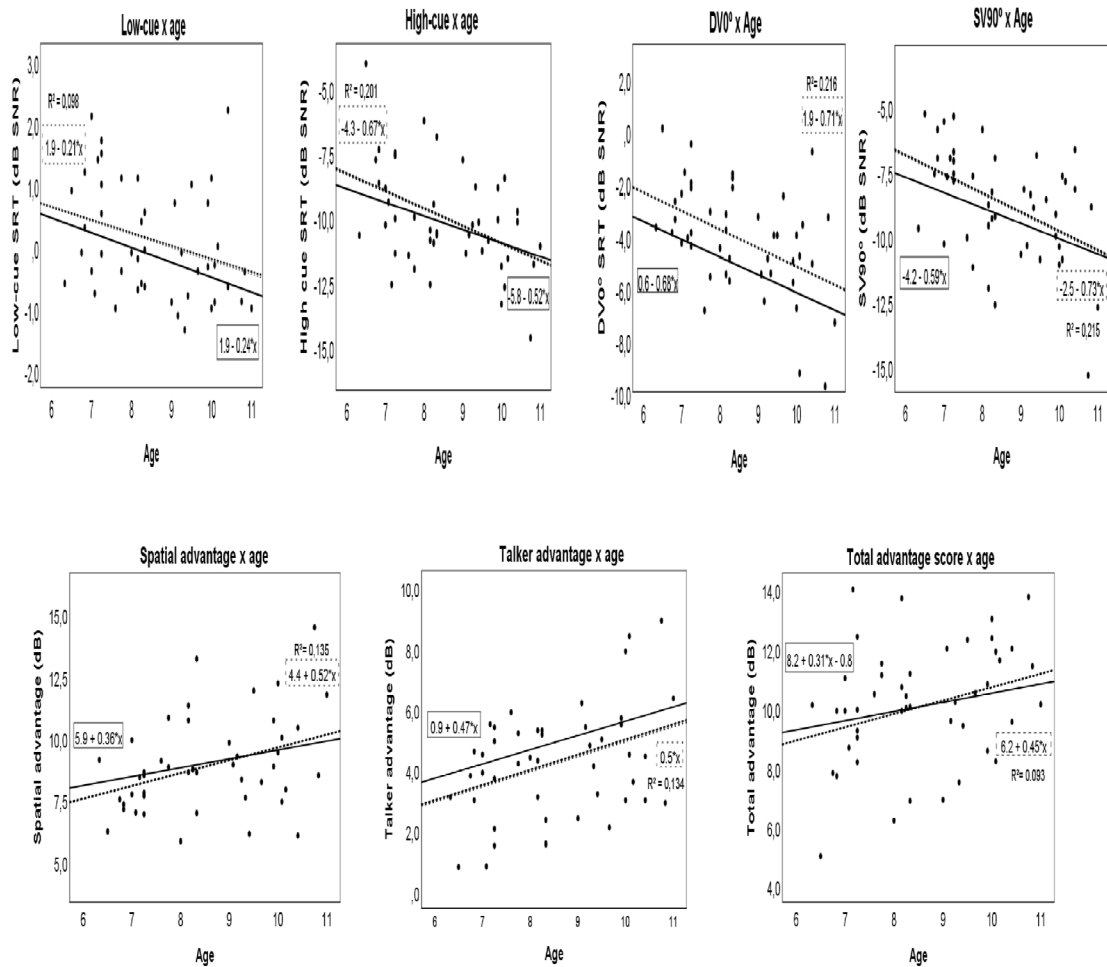 Low-cue x age
Low-cue SRT (dB SNR)
3,0
2,0
1,0
,0
-1,0
-2,0
R² = 0,098
1.9 - 0.21*x
1.9 - 0.24*x
6 7 8 9 10 11
Age
High-cue x age
High cue SRT (dB SNR)
-5,0
-7,5
-10,0
-12,5
-15,0
R² = 0,201
-4.3 - 0.67*x
-5.8 - 0.52*x
6 7 8 9 10 11
Age
DV0º x Age
DV0º SRT (dB SNR)
2,0
,0
-2,0
-4,0
-6,0
-8,0
-10,0
R² = 0,216
1.9 - 0.71*x
0.6 - 0.68*x
6 7 8 9 10 11
Age
SV90º x Age
SV90º (dB SNR)
-5,0
-7,5
-10,0
-12,5
-15,0
-4.2 - 0.59*x
-2.5 - 0.73*x
R² = 0,215
6 7 8 9 10 11
Age
Spatial advantage x age
Spatial advantage (dB)
15,0
12,5
10,0
7,5
5,0
R²= 0,135
4.4 + 0.52*x
5.9 + 0.36*x
6 7 8 9 10 11
Age
Talker advantage x age
Talker advantage (dB)
10,0
8,0
6,0
4,0
2,0
,0
0.9 + 0.47*x
0.5*x
R² = 0,134
6 7 8 9 10 11
Age
Total advantage score x age
Total advantage (dB)
14,0
12,0
10,0
8,0
6,0
4,0
8.2 + 0.31*x - 0.8
6.2 + 0.45*x
R²= 0.093
6 7 8 9 10 11
Age